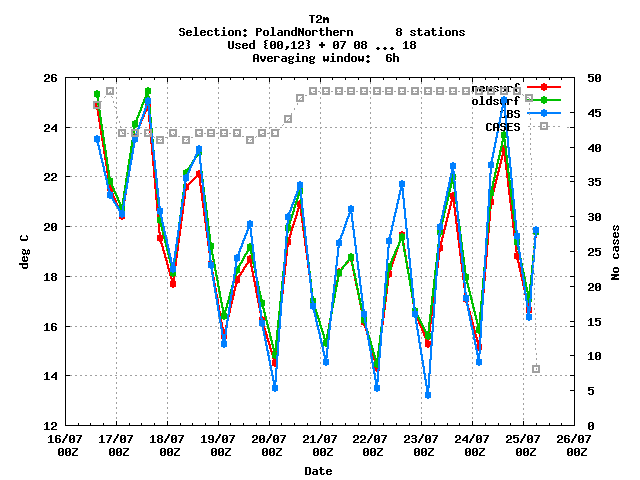 T2m
Selection: PolandNorthern 8 stations
Used {00,12} + 07 08 ... 18
Averaging window: 6h
26
24
22
20
18
16
14
12
deg C
50
45
40
35
30
25
20
15
10
5
0
No cases
newsurf
oldsurf
OBS
CASES
16/07 17/07 18/07 19/07 20/07 21/07 22/07 23/07 24/07 25/07 26/07
00Z 00Z 00Z 00Z 00Z 00Z 00Z 00Z 00Z 00Z 00Z
Date